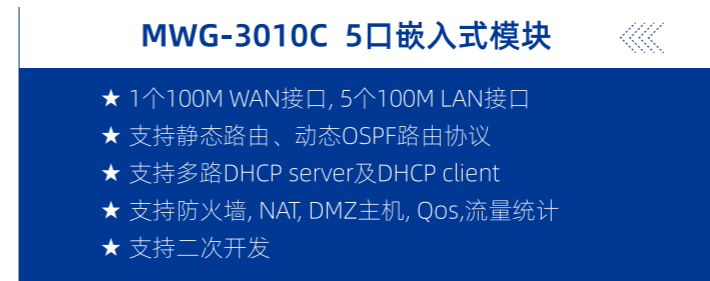 MWG-3010C 5口嵌入式模块
★ 1个100M WAN接口, 5个100M LAN接口
★ 支持静态路由、动态OSPF路由协议
★ 支持多路DHCP server及DHCP client
★ 支持防火墙, NAT, DMZ主机, Qos,流量统计
★ 支持二次开发